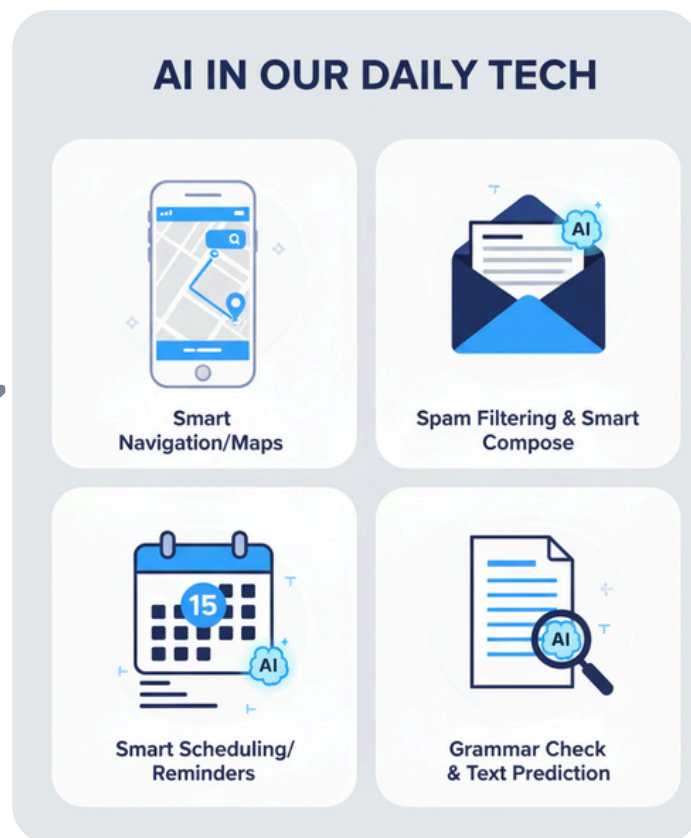 AI IN OUR DAILY TECH
Smart
Navigation/Maps
AI
Spam Filtering & Smart
Compose
15
AI
Smart Scheduling/
Reminders
AI
Grammar Check
& Text Prediction